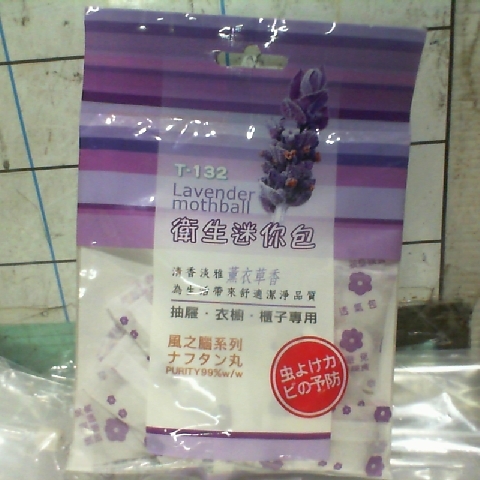 T-132
Lavender
mothball
衛生迷你包
清香淡雅薰衣草香
為生活帶來舒適潔淨品質
抽屜·衣櫥·櫃子專用
風之腦系列
ナフタン丸
PURITY99%w/w
虫よけカ
ビの予防